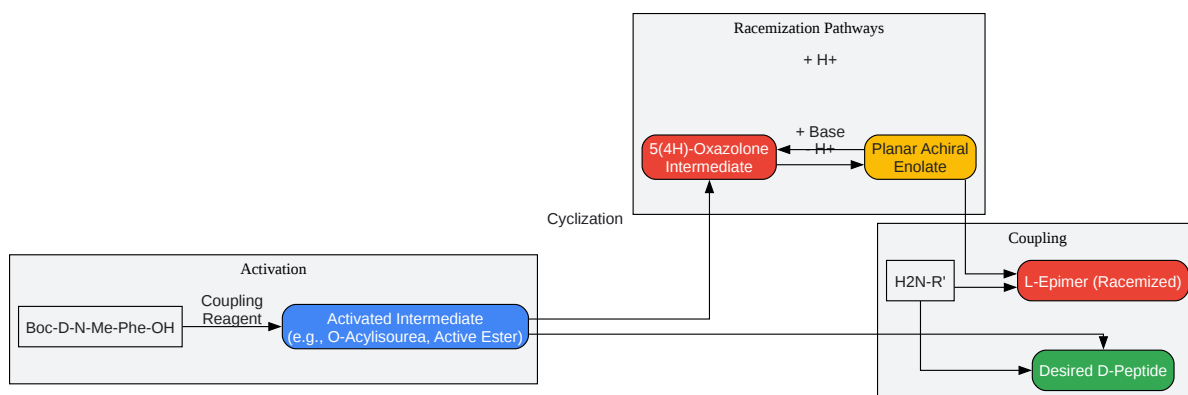 Racemization Pathways
+ H+
+ Base
- H+
5(4H)-Oxazolone
Intermediate
Planar Achiral
Enolate
Cyclization
Coupling
H2N-R'
L-Epimer (Racemized)
Desired D-Peptide
Activation
Boc-D-N-Me-Phe-OH
Coupling
Reagent
Activated Intermediate
(e.g., O-Acylisourea, Active Ester)